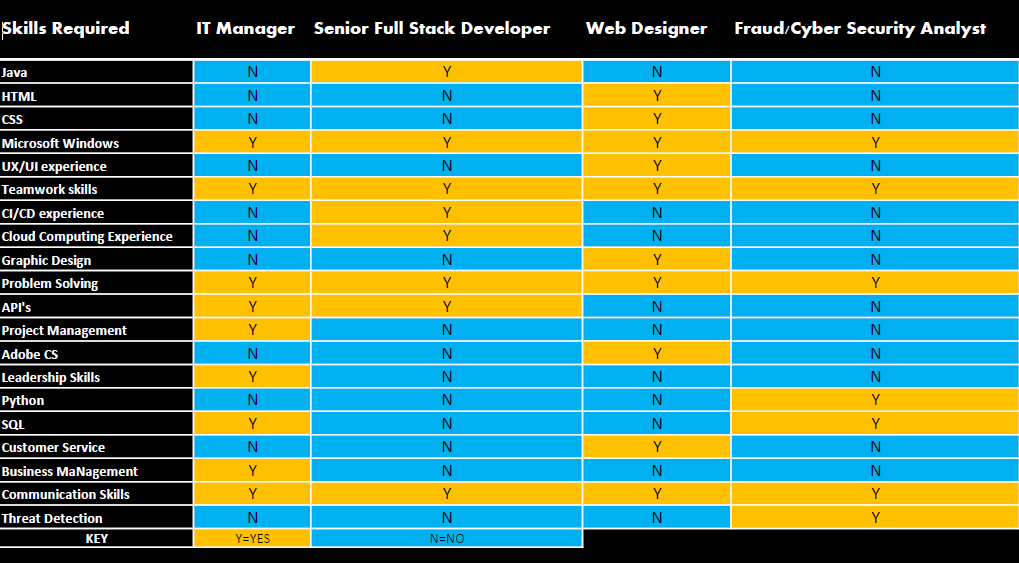 Skills Required IT Manager Senior Full Stack Developer Web Designer Fraud/Cyber Security Analyst
Java N Y N N
HTML N N Y N
CSS N N Y N
Microsoft Windows Y Y Y Y
UX/UI experience N N Y N
Teamwork skills Y Y Y Y
CI/CD experience N Y N N
Cloud Computing Experience N Y N N
Graphic Design N N Y N
Problem Solving Y Y Y Y
API's Y Y N N
Project Management Y N N N
Adobe CS N N Y N
Leadership Skills Y N N N
Python N N N Y
SQL Y N N Y
Customer Service N N Y N
Business MaNagement Y N N N
Communication Skills Y Y Y Y
Threat Detection N N N Y
KEY Y=YES N=NO